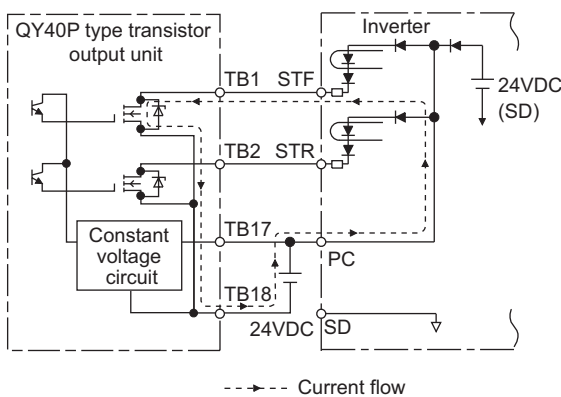 QY40P type transistor
output unit
Inverter
TB1 STF
24VDC
(SD)
TB2 STR
TB17
Constant
voltage
circuit
PC
TB18
24VDC SD
Current flow